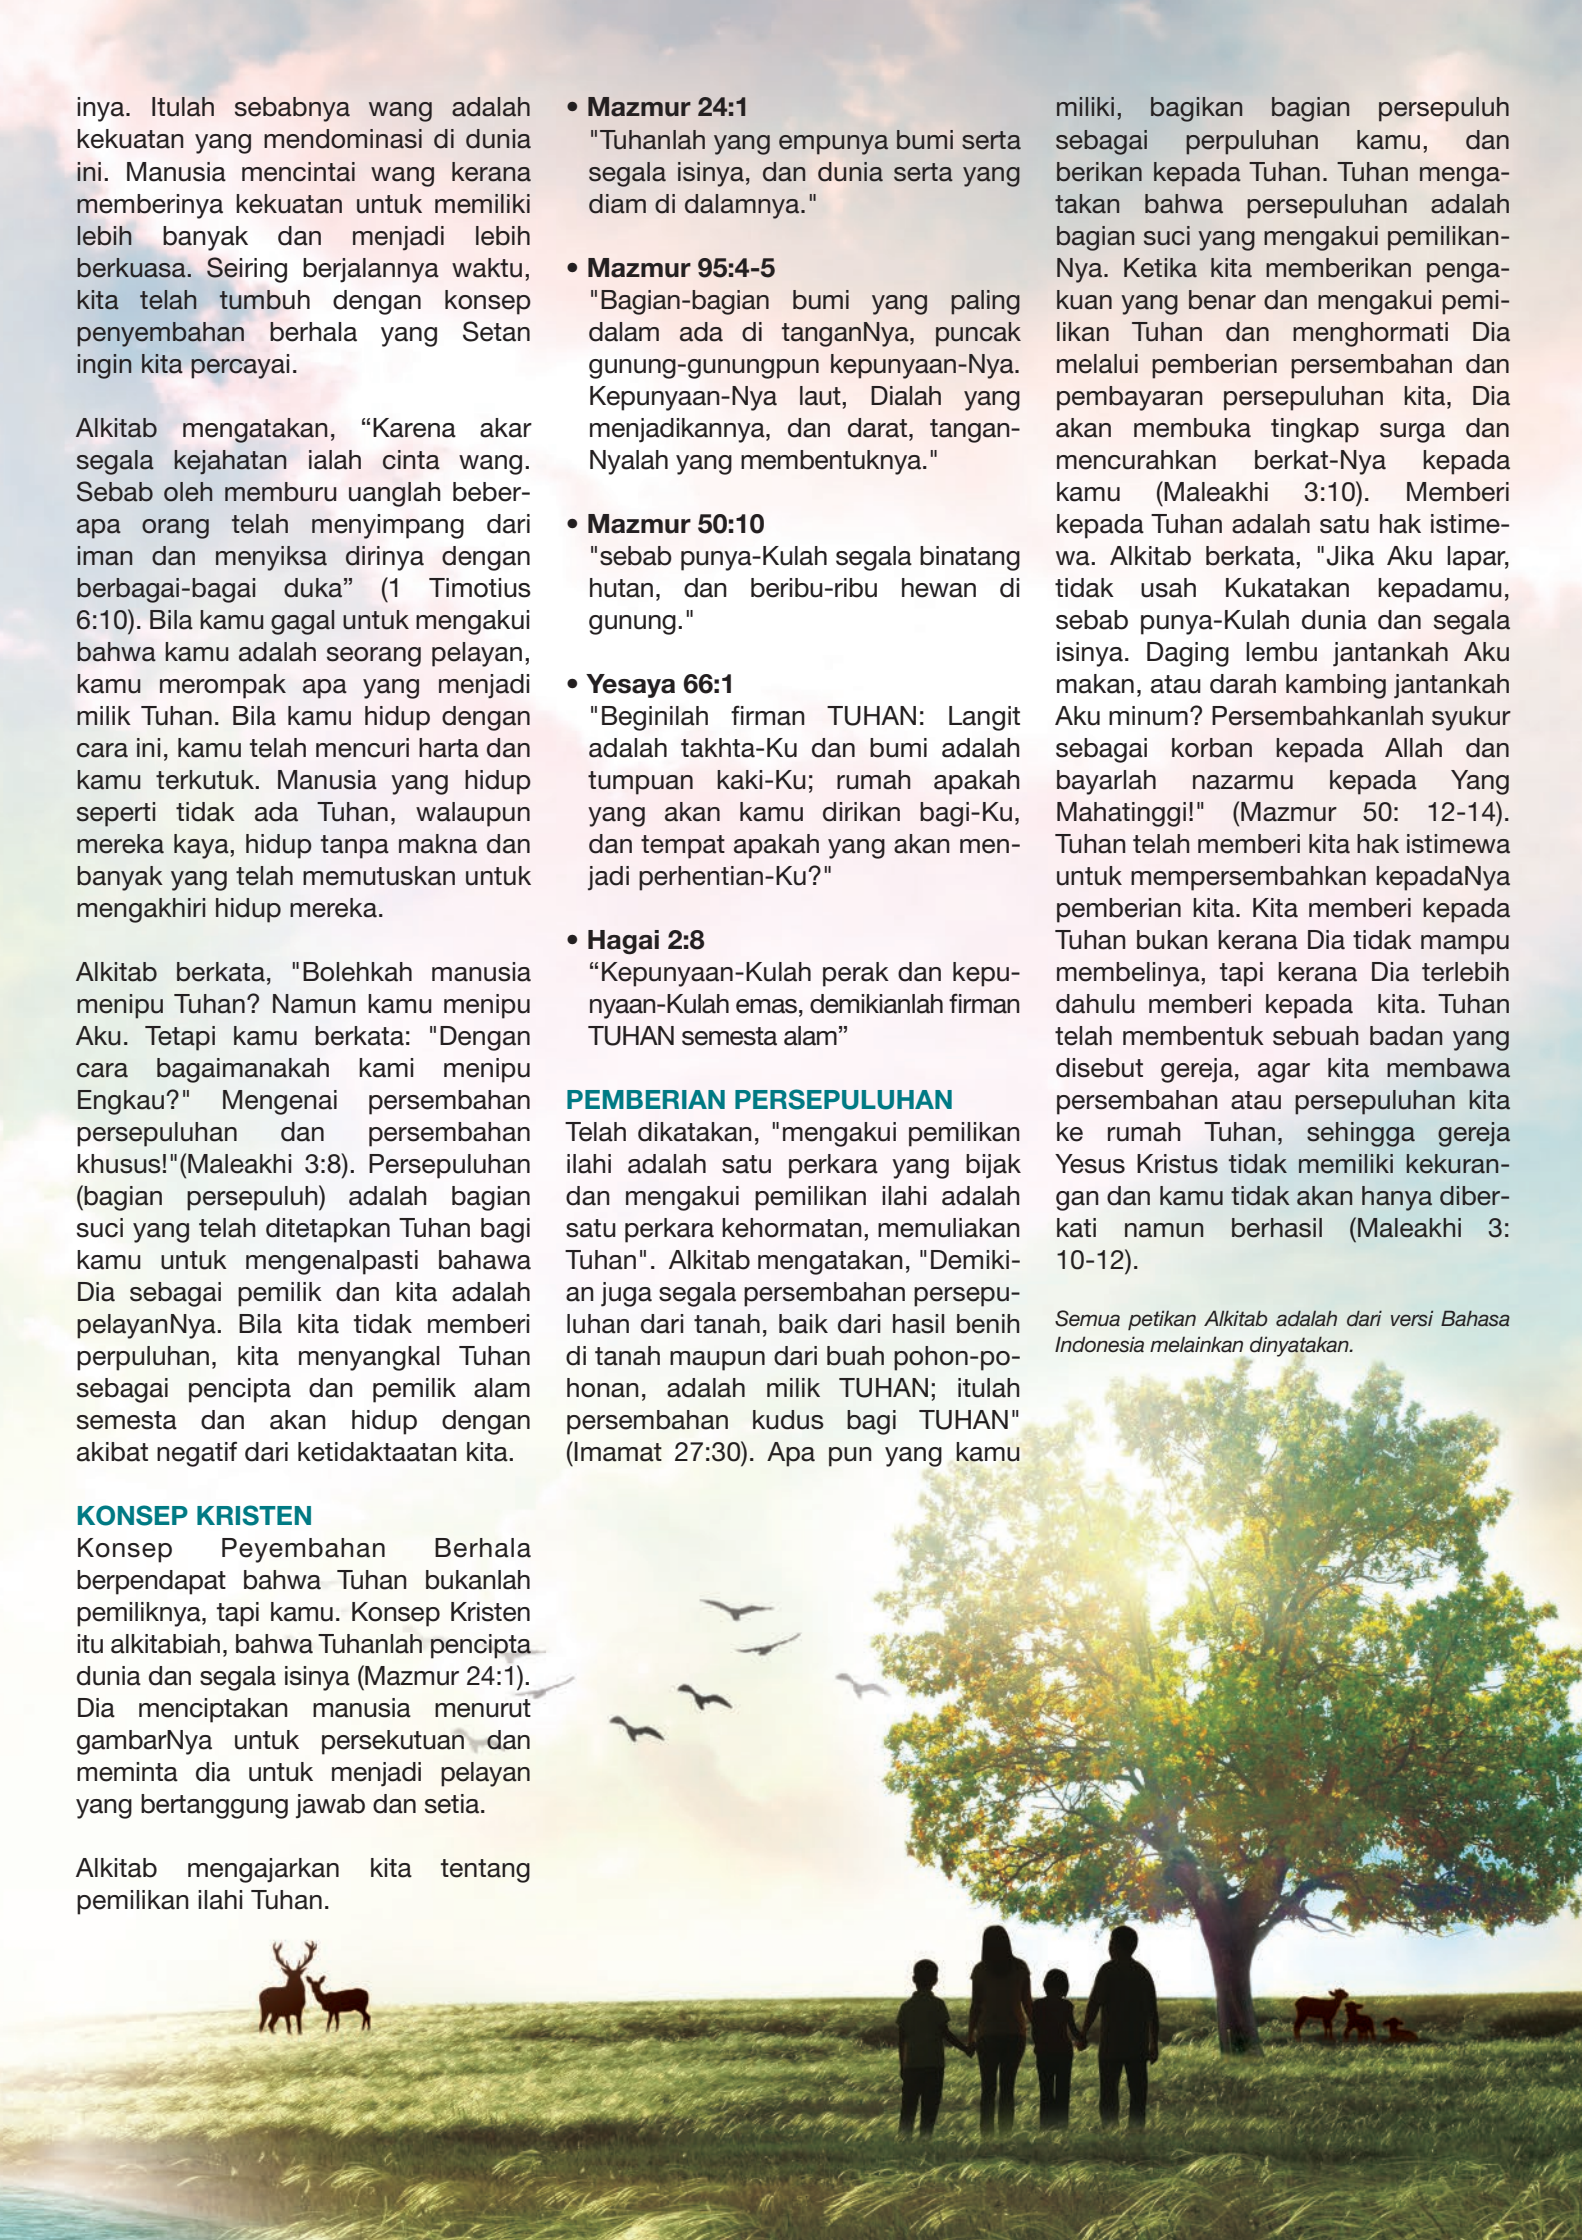 inya. Itulah sebabnya wang adalah
kekuatan yang mendominasi di dunia
ini. Manusia mencintai wang kerana
memberinya kekuatan untuk memiliki
lebih banyak dan menjadi lebih
berkuasa. Seiring berjalannya waktu,
kita telah tumbuh dengan konsep
penyembahan berhala yang Setan
ingin kita percayai.

Alkitab mengatakan, “Karena akar
segala kejahatan ialah cinta wang.
Sebab oleh memburu uanglah beber-
apa orang telah menyimpang dari
iman dan menyiksa dirinya dengan
berbagai-bagai duka” (1 Timotius
6:10). Bila kamu gagal untuk mengakui
bahwa kamu adalah seorang pelayan,
kamu merompak apa yang menjadi
milik Tuhan. Bila kamu hidup dengan
cara ini, kamu telah mencuri harta dan
kamu terkutuk. Manusia yang hidup
seperti tidak ada Tuhan, walaupun
mereka kaya, hidup tanpa makna dan
banyak yang telah memutuskan untuk
mengakhiri hidup mereka.

Alkitab berkata, "Bolehkah manusia
menipu Tuhan? Namun kamu menipu
Aku. Tetapi kamu berkata: "Dengan
cara bagaimanakah kami menipu
Engkau?" Mengenai persembahan
persepuluhan dan persembahan
khusus!"(Maleakhi 3:8). Persepuluhan
(bagian persepuluh) adalah bagian
suci yang telah ditetapkan Tuhan bagi
kamu untuk mengenalpasti bahawa
Dia sebagai pemilik dan kita adalah
pelayanNya. Bila kita tidak memberi
perpuluhan, kita menyangkal Tuhan
sebagai pencipta dan pemilik alam
semesta dan akan hidup dengan
akibat negatif dari ketidaktaatan kita.

KONSEP KRISTEN
Konsep Peyembahan Berhala
berpendapat bahwa Tuhan bukanlah
pemiliknya, tapi kamu. Konsep Kristen
itu alkitabiah, bahwa Tuhanlah pencipta
dunia dan segala isinya (Mazmur 24:1).
Dia menciptakan manusia menurut
gambarNya untuk persekutuan dan
meminta dia untuk menjadi pelayan
yang bertanggung jawab dan setia.

Alkitab mengajarkan kita tentang
pemilikan ilahi Tuhan.

• Mazmur 24:1
"Tuhanlah yang empunya bumi serta
segala isinya, dan dunia serta yang
diam di dalamnya."

• Mazmur 95:4-5
"Bagian-bagian bumi yang paling
dalam ada di tanganNya, puncak
gunung-gunungpun kepunyaan-Nya.
Kepunyaan-Nya laut, Dialah yang
menjadikannya, dan darat, tangan-
Nyalah yang membentuknya."

• Mazmur 50:10
"sebab punya-Kulah segala binatang
hutan, dan beribu-ribu hewan di
gunung."

• Yesaya 66:1
"Beginilah firman TUHAN: Langit
adalah takhta-Ku dan bumi adalah
tumpuan kaki-Ku; rumah apakah
yang akan kamu dirikan bagi-Ku,
dan tempat apakah yang akan men-
jadi perhentian-Ku?"

• Hagai 2:8
“Kepunyaan-Kulah perak dan kepu-
nyaan-Kulah emas, demikianlah firman
TUHAN semesta alam”

PEMBERIAN PERSEPULUHAN
Telah dikatakan, "mengakui pemilikan
ilahi adalah satu perkara yang bijak
dan mengakui pemilikan ilahi adalah
satu perkara kehormatan, memuliakan
Tuhan". Alkitab mengatakan, "Demiki-
an juga segala persembahan persepu-
luhan dari tanah, baik dari hasil benih
di tanah maupun dari buah pohon-po-
honan, adalah milik TUHAN; itulah
persembahan kudus bagi TUHAN"
(Imamat 27:30). Apa pun yang kamu
miliki, bagikan bagian persepuluh
sebagai perpuluhan kamu, dan
berikan kepada Tuhan. Tuhan menga-
takan bahwa persepuluhan adalah
bagian suci yang mengakui pemilikan-
Nya. Ketika kita memberikan penga-
kuan yang benar dan mengakui pemi-
likan Tuhan dan menghormati Dia
melalui pemberian persembahan dan
pembayaran persepuluhan kita, Dia
akan membuka tingkap surga dan
mencurahkan berkat-Nya kepada
kamu (Maleakhi 3:10). Memberi
kepada Tuhan adalah satu hak istime-
wa. Alkitab berkata, "Jika Aku lapar,
tidak usah Kukatakan kepadamu,
sebab punya-Kulah dunia dan segala
isinya. Daging lembu jantankah Aku
makan, atau darah kambing jantankah
Aku minum? Persembahkanlah syukur
sebagai korban kepada Allah dan
bayarlah nazarmu kepada Yang
Mahatinggi!" (Mazmur 50: 12-14).
Tuhan telah memberi kita hak istimewa
untuk mempersembahkan kepadaNya
pemberian kita. Kita memberi kepada
Tuhan bukan kerana Dia tidak mampu
membelinya, tapi kerana Dia terlebih
dahulu memberi kepada kita. Tuhan
telah membentuk sebuah badan yang
disebut gereja, agar kita membawa
persembahan atau persepuluhan kita
ke rumah Tuhan, sehingga gereja
Yesus Kristus tidak memiliki kekuran-
gan dan kamu tidak akan hanya diber-
kati namun berhasil (Maleakhi 3:
10-12).

Semua petikan Alkitab adalah dari versi Bahasa
Indonesia melainkan dinyatakan.